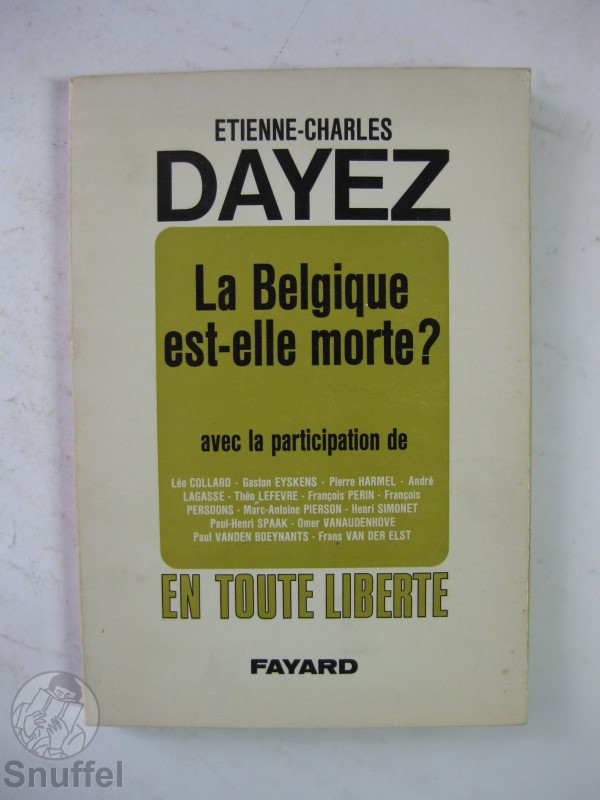 ETIENNE-CHARLES
DAYEZ
La Belgique
est-elle morte?
avec la participation de
Léo COLLARD - Gaston EYSKENS - Pierre HARMEL - André
LAGASSE - Théo LEFEVRE - François PERIN - François
PERSOONS - Marc-Antoine PIERSON - Henri SIMONET
Paul-Henri SPAAK - Omer VANAUDENHOVE
Paul VANDEN BOEYNANTS - Frans VAN DER ELST
EN TOUTE LIBERTE
FAYARD
Snuffel